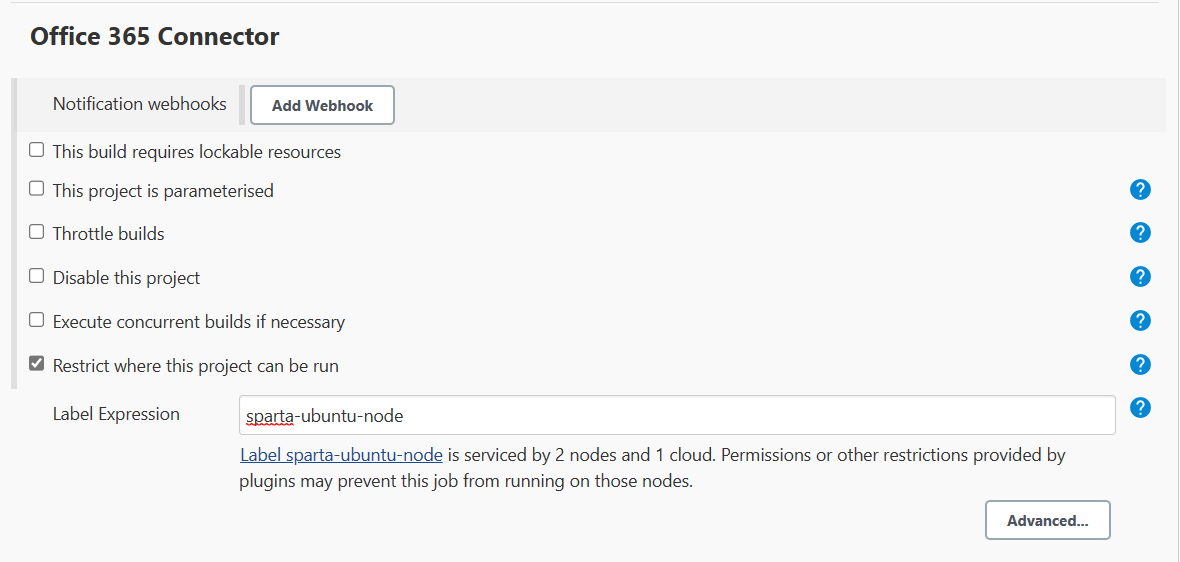 Office 365 Connector
Notification webhooks
Add Webhook
This build requires lockable resources
This project is parameterised
?
Throttle builds
?
Disable this project
?
Execute concurrent builds if necessary
?
Restrict where this project can be run
?
Label Expression
sparta-ubuntu-node
?
Label sparta-ubuntu-node is serviced by 2 nodes and 1 cloud. Permissions or other restrictions provided by
plugins may prevent this job from running on those nodes.
Advanced...